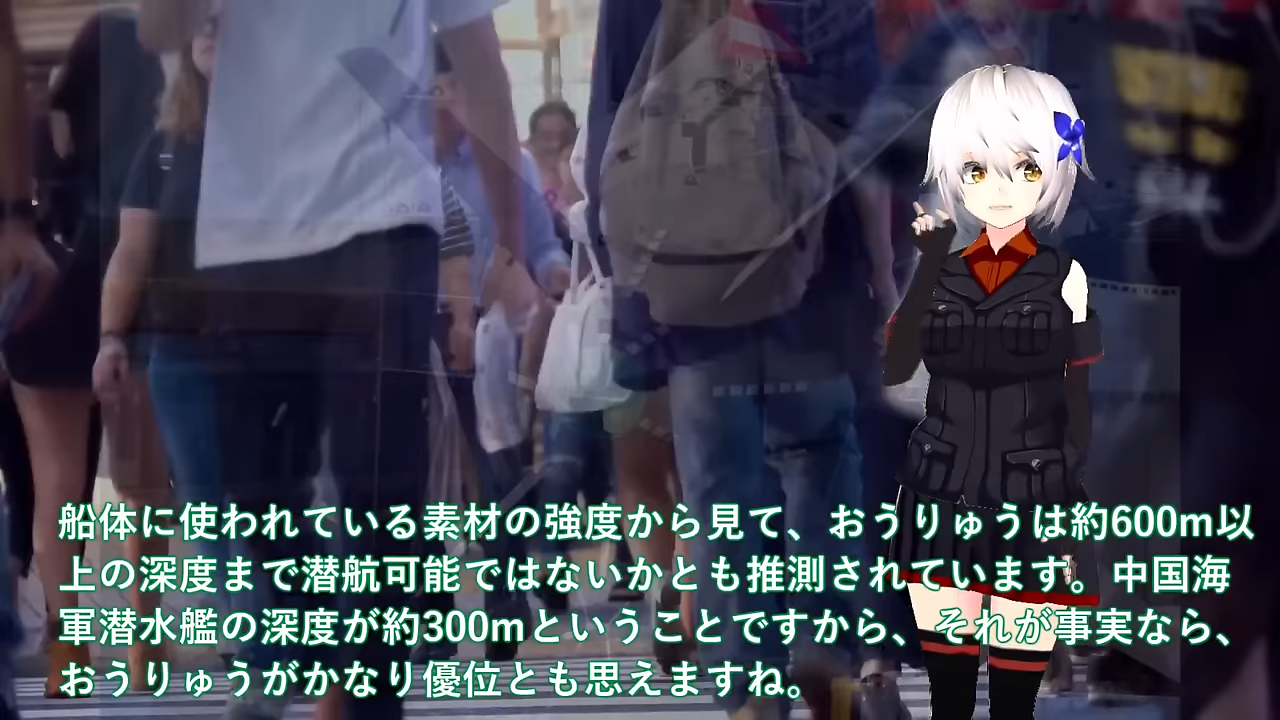 船体に使われている素材の強度から見て、おうりゅうは約600m以
上の深度まで潜航可能ではないかとも推測されています。中国海
軍潜水艦の深度が約300mということですから、それが事実なら、
おうりゅうがかなり優位とも思えますね。